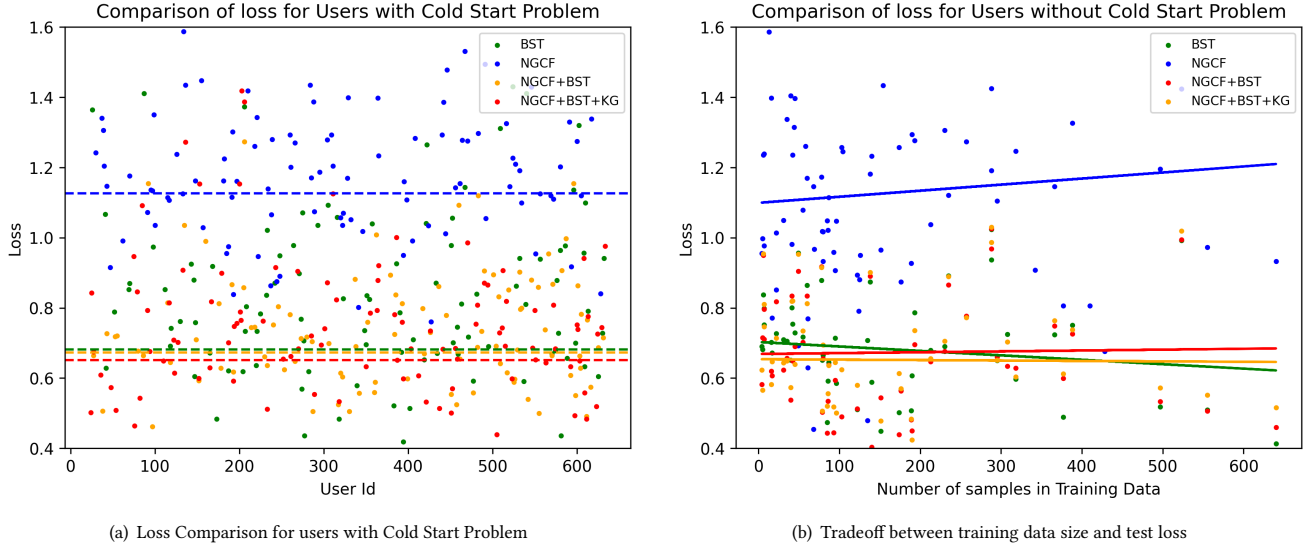 Comparison of loss for Users with Cold Start Problem
1.6
1.4
1.2
1.0
0.8
0.6
0.4
Loss
BST
NGCF
NGCF+BST
NGCF+BST+KG
0 100 200 300 400 500 600
User Id
(a) Loss Comparison for users with Cold Start Problem
Comparison of loss for Users without Cold Start Problem
1.6
1.4
1.2
1.0
0.8
0.6
0.4
Loss
BST
NGCF
NGCF+BST
NGCF+BST+KG
0 100 200 300 400 500 600
Number of samples in Training Data
(b) Tradeoff between training data size and test loss